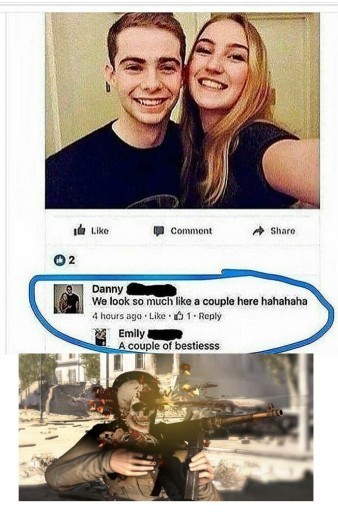 Like Comment Share
2
Danny
We look so much like a couple here hahahaha
4 hours ago · Like · 1 · Reply
Emily
A couple of bestiesss